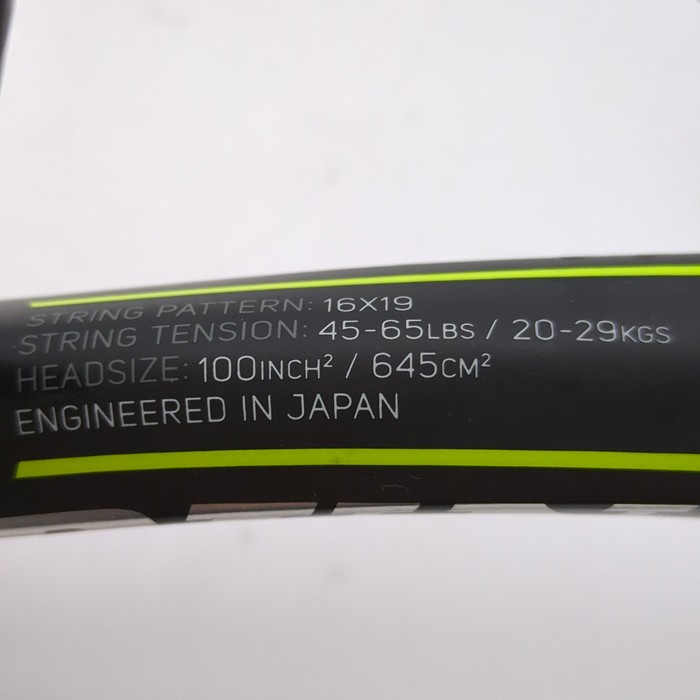 STRING PATTERN: 16X19
STRING TENSION: 45-65LBS / 20-29KGS
HEADSIZE: 100INCH² / 645CM²
ENGINEERED IN JAPAN